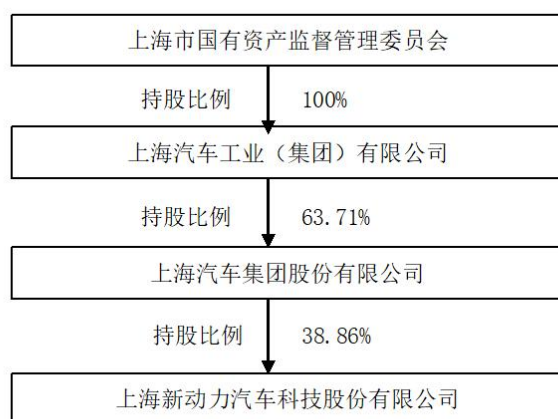 上海市国有资产监督管理委员会
持股比例 100%
上海汽车工业（集团）有限公司
持股比例 63.71%
上海汽车集团股份有限公司
持股比例 38.86%
上海新动力汽车科技股份有限公司